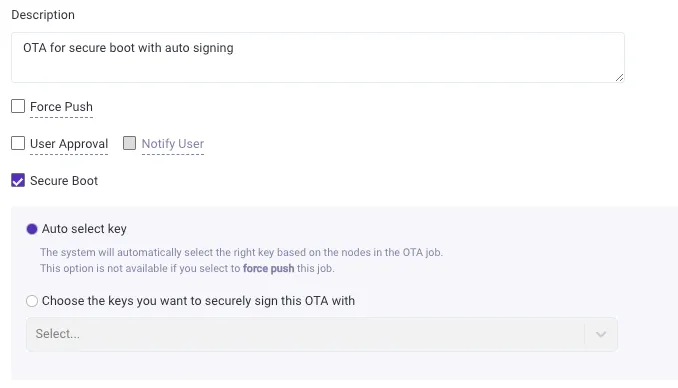 Description
OTA for secure boot with auto signing
Force Push
User Approval Notify User
Secure Boot
Auto select key
The system will automatically select the right key based on the nodes in the OTA job.
This option is not available if you select to force push this job.
Choose the keys you want to securely sign this OTA with
Select...